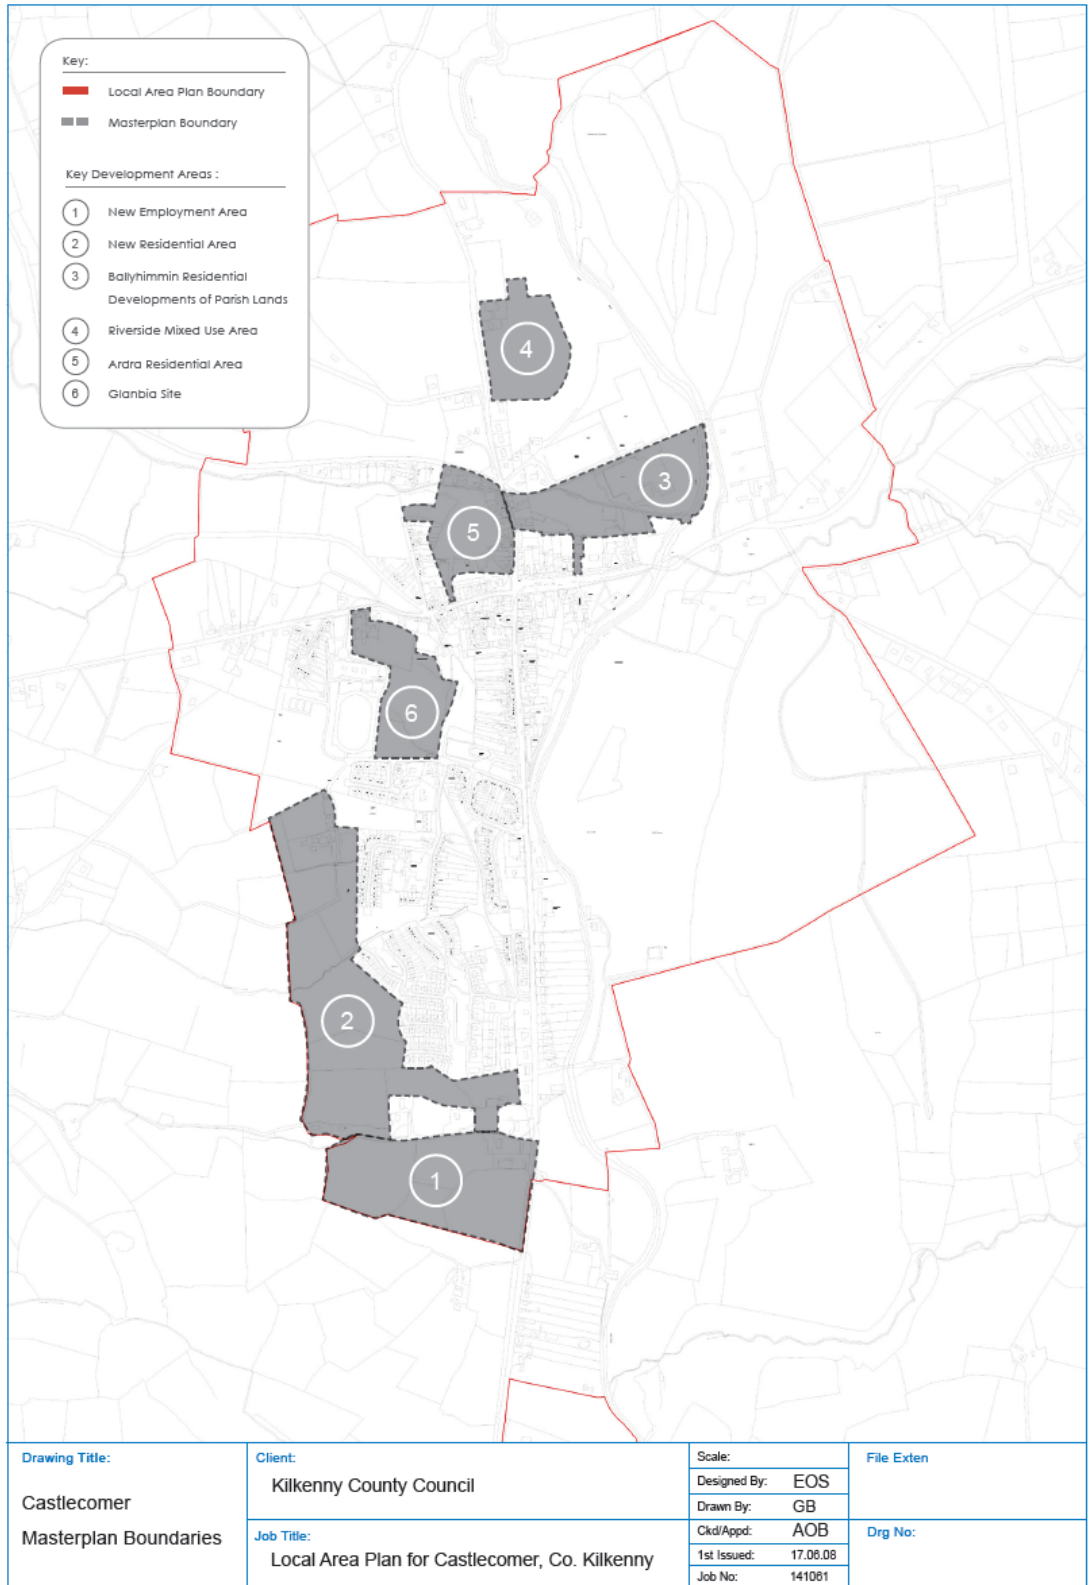 Key:
Local Area Plan Boundary
Masterplan Boundary
Key Development Areas :
1 New Employment Area
2 New Residential Area
3 Ballyhimmin Residential
Developments of Parish Lands
4 Riverside Mixed Use Area
5 Ardra Residential Area
6 Glanbia Site
4
3
5
6
2
1
Drawing Title:
Castlecomer
Masterplan Boundaries
Client:
Kilkenny County Council
Job Title:
Local Area Plan for Castlecomer, Co. Kilkenny
Scale:
Designed By: EOS
Drawn By: GB
Ckd/Appd: AOB
1st Issued: 17.06.08
Job No: 141061
File Exten
Drg No: